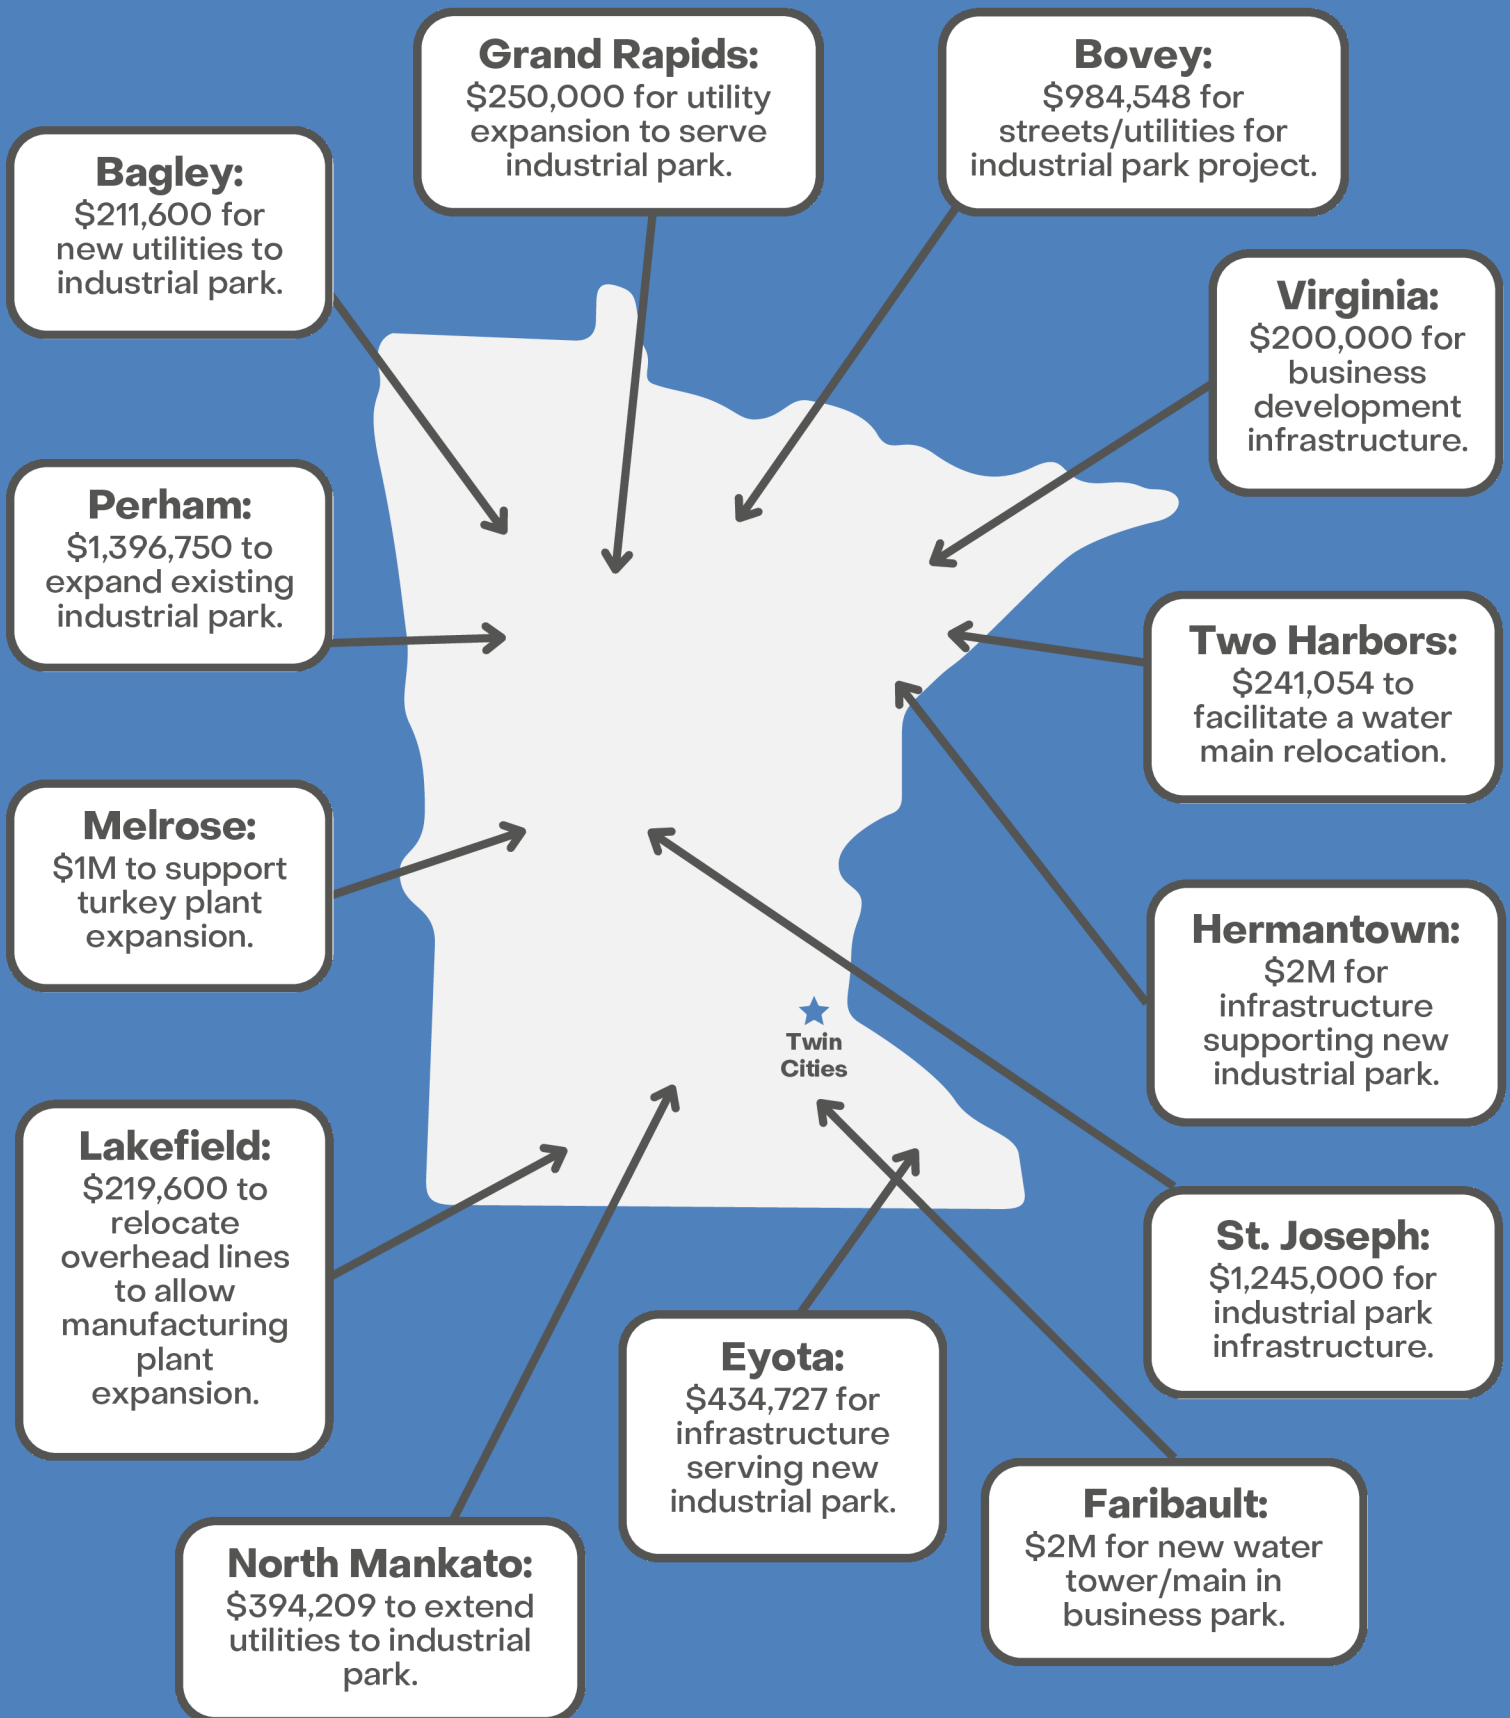 Grand Rapids:
$250,000 for utility
expansion to serve
industrial park.
Bovey:
$984,548 for
streets/utilities for
industrial park project.
Bagley:
$211,600 for
new utilities to
industrial park.
Virginia:
$200,000 for
business
development
infrastructure.
Perham:
$1,396,750 to
expand existing
industrial park.
Two Harbors:
$241,054 to
facilitate a water
main relocation.
Melrose:
$1M to support
turkey plant
expansion.
Hermantown:
$2M for
infrastructure
supporting new
industrial park.
Twin
Cities
Lakefield:
$219,600 to
relocate
overhead lines
to allow
manufacturing
plant
expansion.
St. Joseph:
$1,245,000 for
industrial park
infrastructure.
Eyota:
$434,727 for
infrastructure
serving new
industrial park.
Faribault:
$2M for new water
tower/main in
business park.
North Mankato:
$394,209 to extend
utilities to industrial
park.